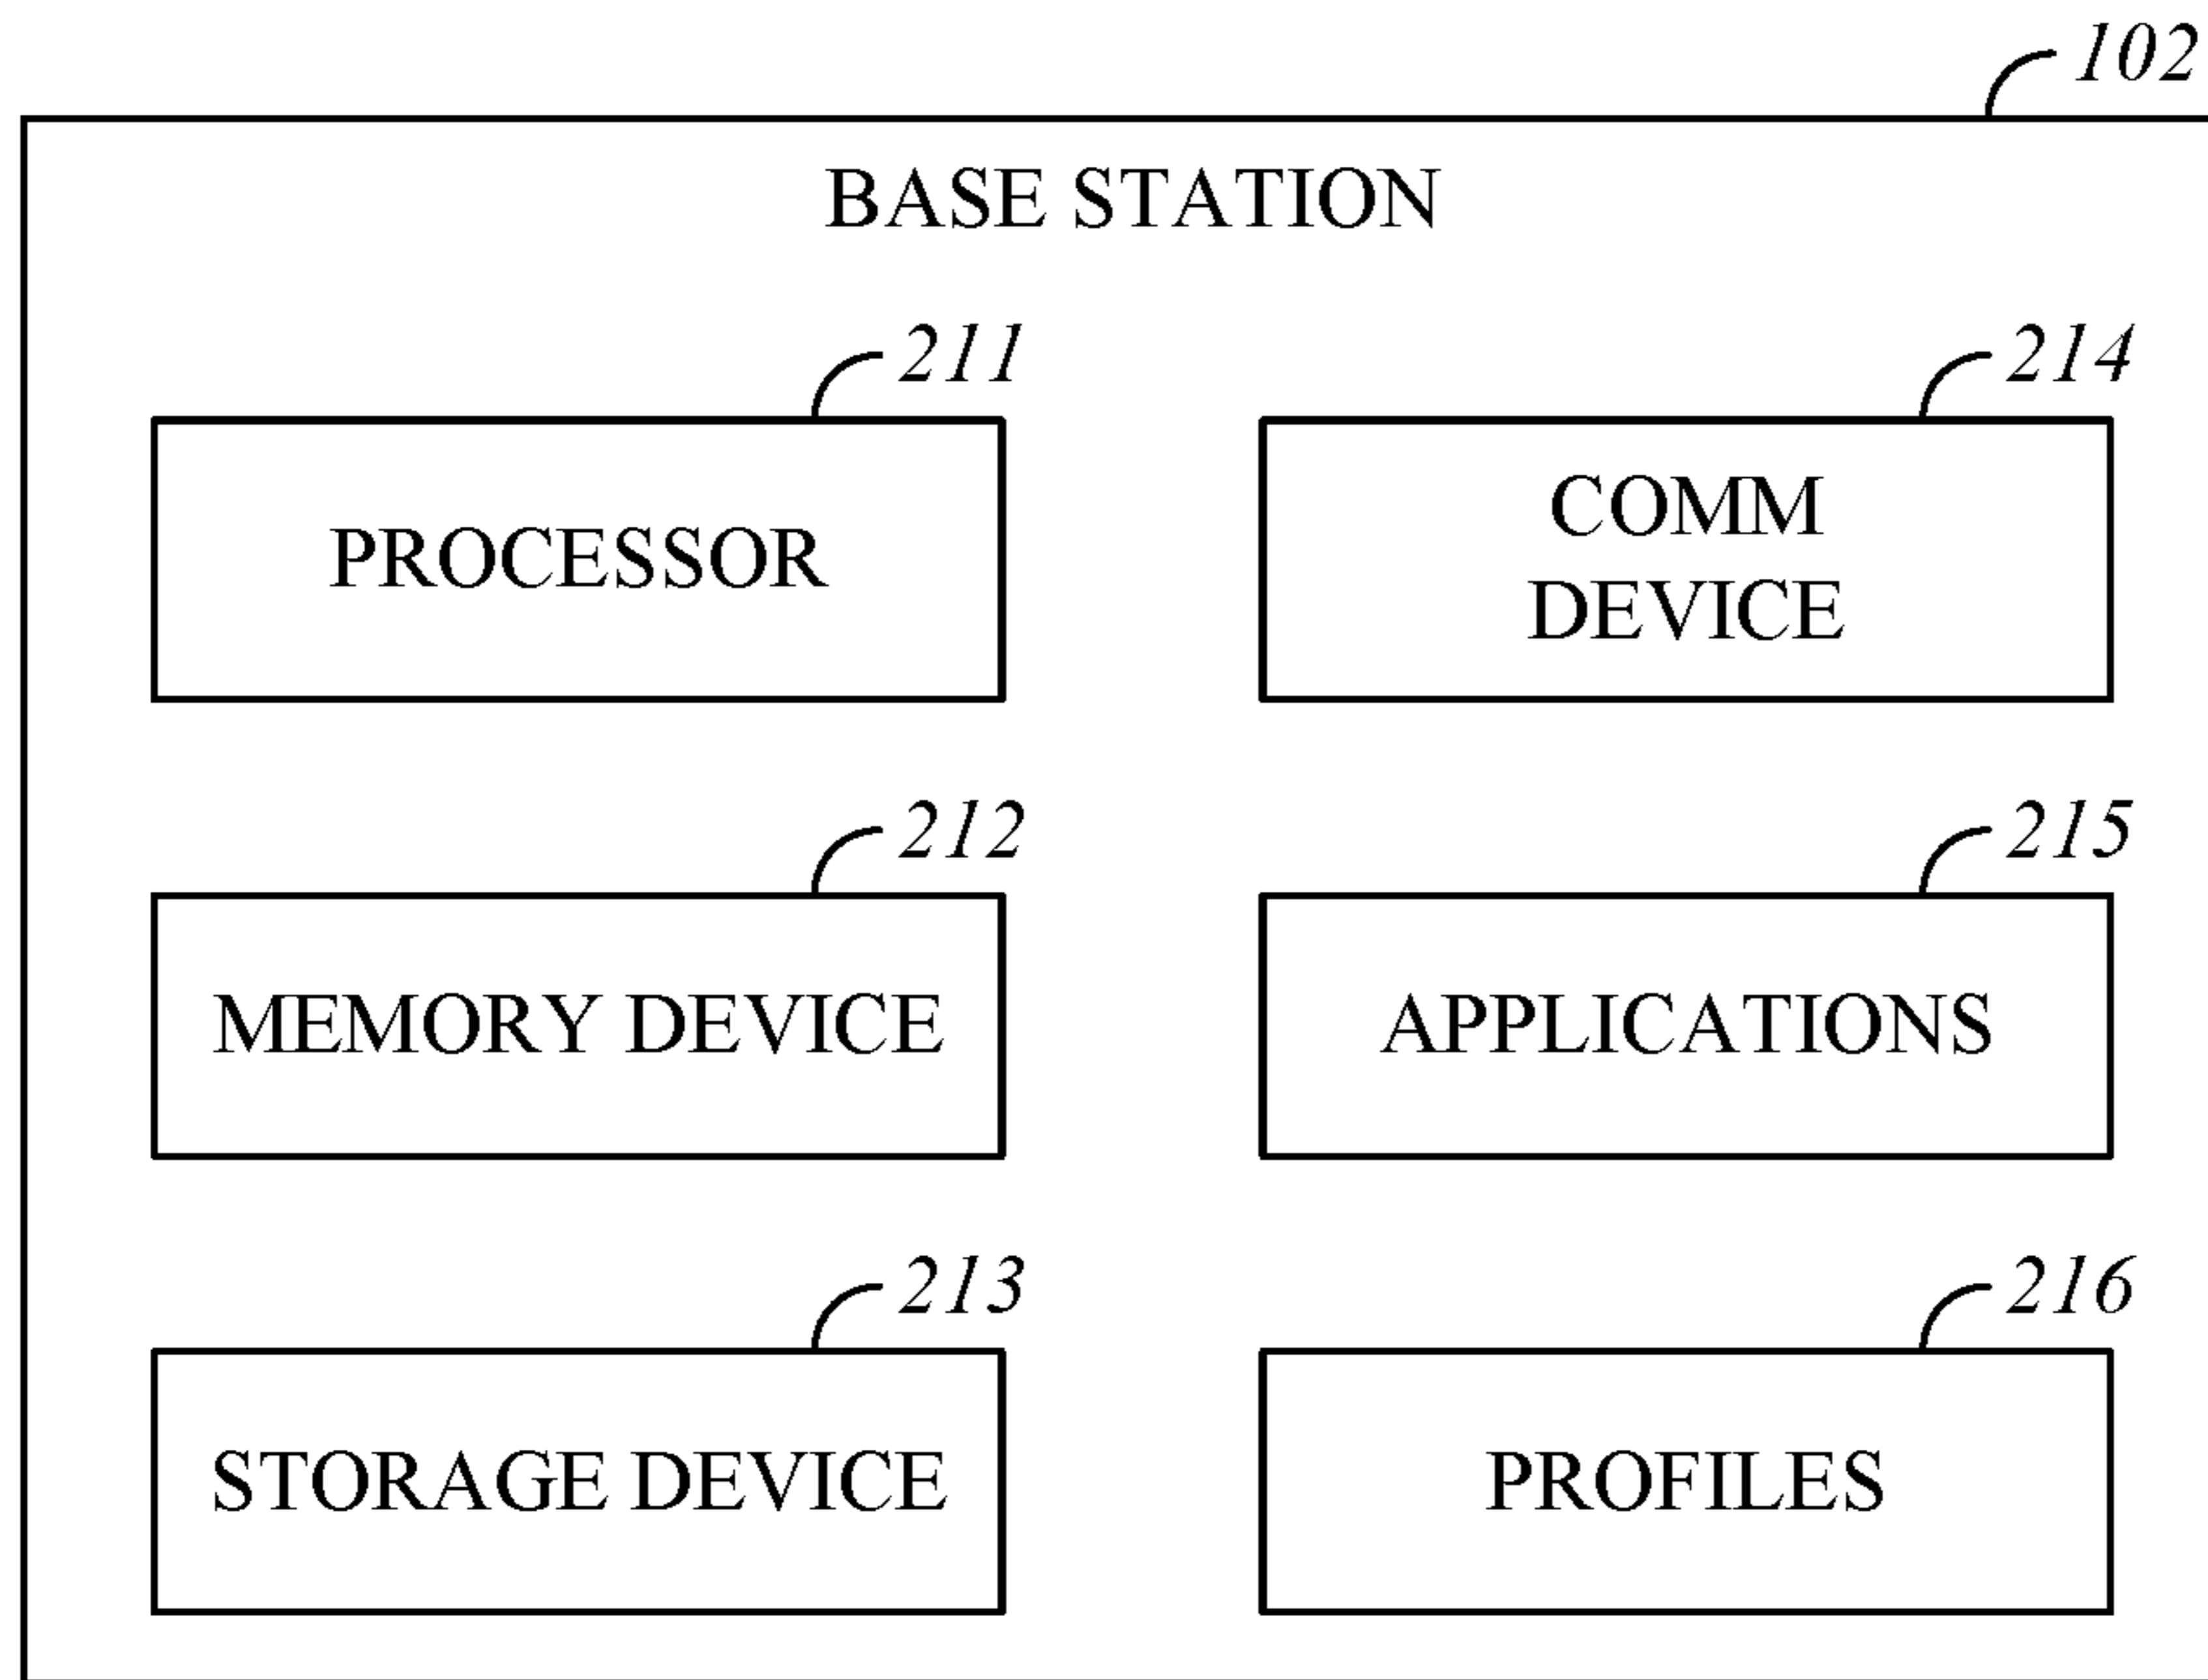 102
BASE STATION
211
PROCESSOR
214
COMM
DEVICE
212
MEMORY DEVICE
215
APPLICATIONS
213
STORAGE DEVICE
216
PROFILES